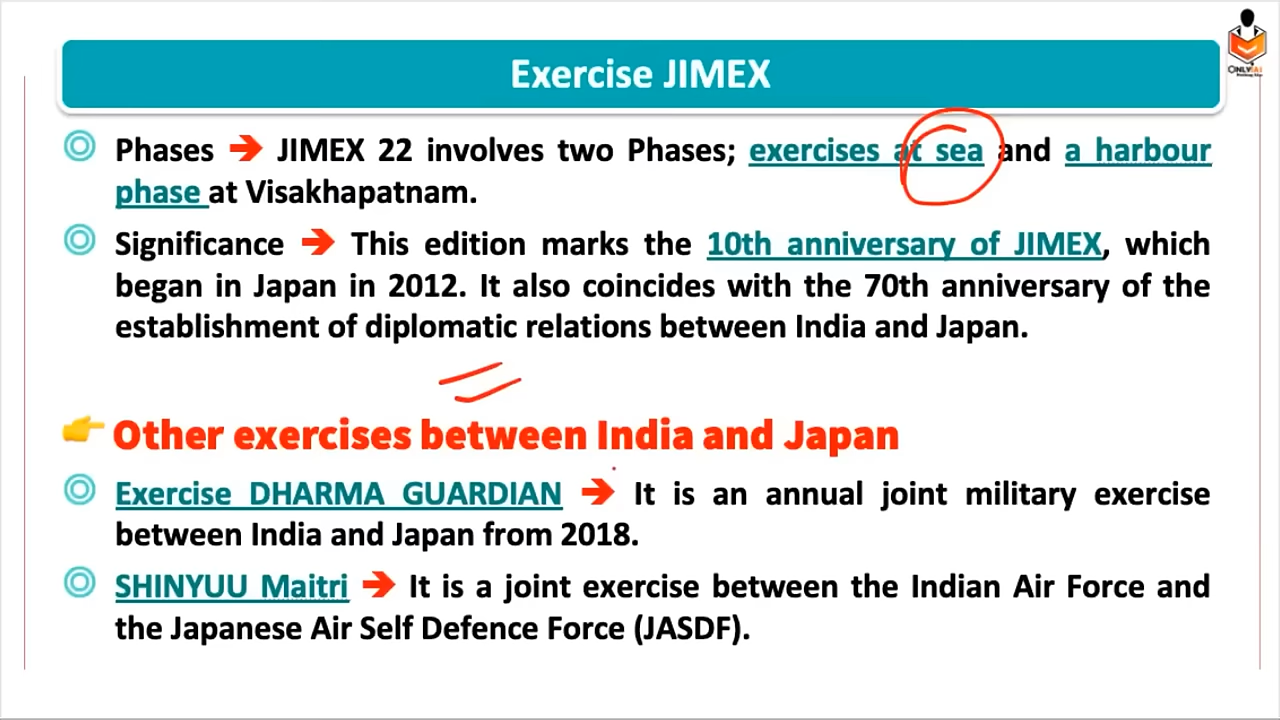 Exercise JIMEX
ONLYIAS
Phases ➔ JIMEX 22 involves two Phases; exercises at sea and a harbour
phase at Visakhapatnam.
Significance ➔ This edition marks the 10th anniversary of JIMEX, which
began in Japan in 2012. It also coincides with the 70th anniversary of the
establishment of diplomatic relations between India and Japan.
Other exercises between India and Japan
Exercise DHARMA GUARDIAN ➔ It is an annual joint military exercise
between India and Japan from 2018.
SHINYUU Maitri ➔ It is a joint exercise between the Indian Air Force and
the Japanese Air Self Defence Force (JASDF).